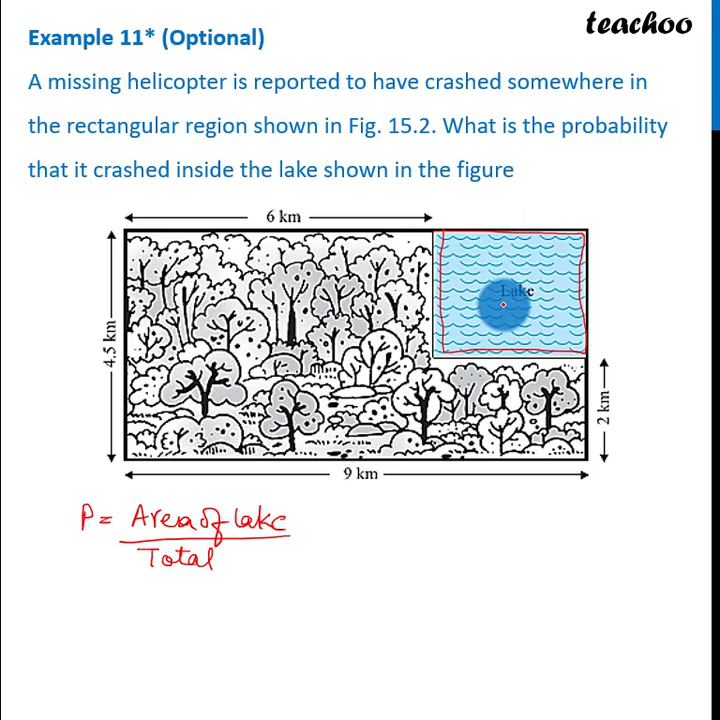 teachoo
Example 11* (Optional)
A missing helicopter is reported to have crashed somewhere in
the rectangular region shown in Fig. 15.2. What is the probability
that it crashed inside the lake shown in the figure
6 km
Lake
4.5 km
2 km
9 km
P = Area of lake
Total